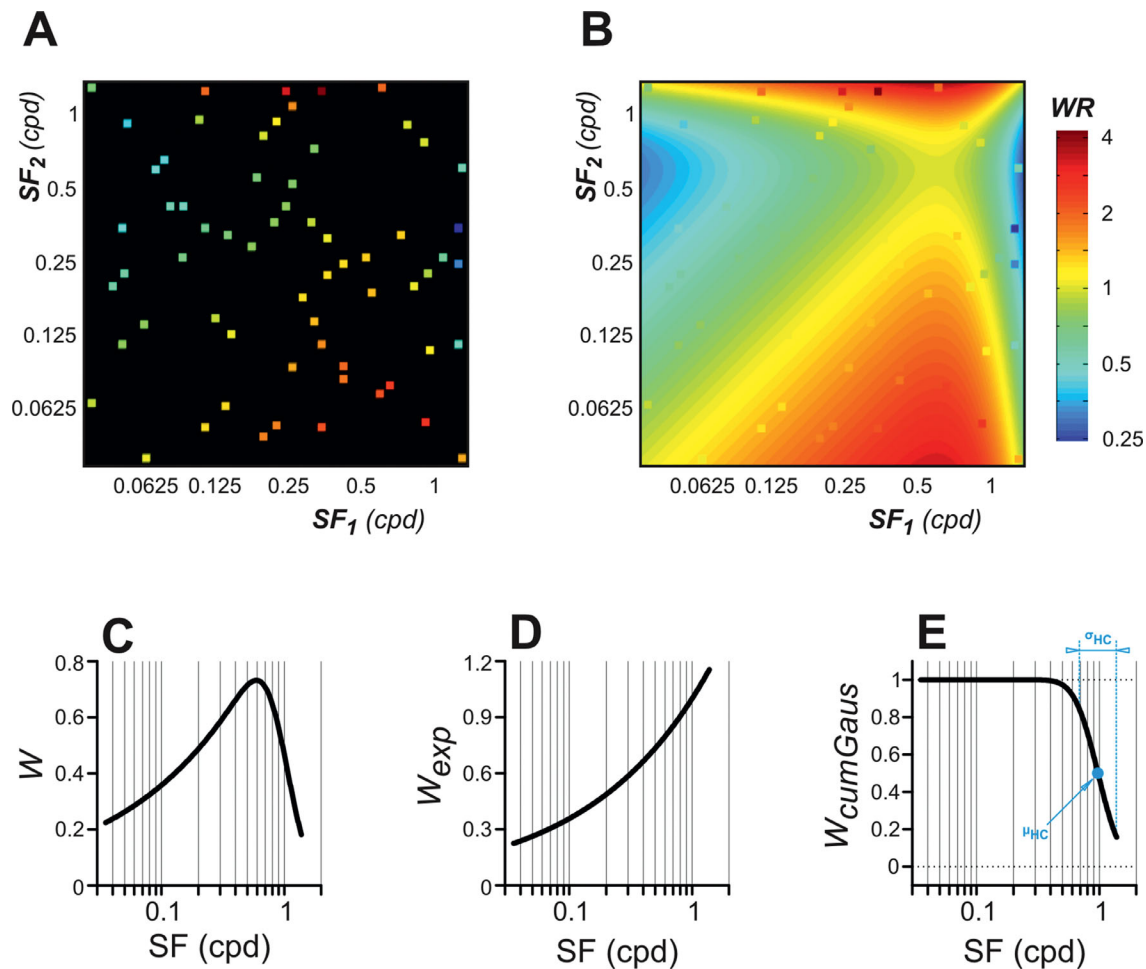 A
B
SF2 (cpd)
1
0.5
0.25
0.125
0.0625
0.0625 0.125 0.25 0.5 1
SF1 (cpd)
SF2 (cpd)
1
0.5
0.25
0.125
0.0625
0.0625 0.125 0.25 0.5 1
SF1 (cpd)
WR
4
2
1
0.5
0.25
C
W
0.8
0.6
0.4
0.2
0
0.1 1
SF (cpd)
D
Wexp
1.2
0.9
0.6
0.3
0
0.1 1
SF (cpd)
E
WcumGaus
1
0.8
0.6
0.4
0.2
0
σHC
μHC
0.1 1
SF (cpd)